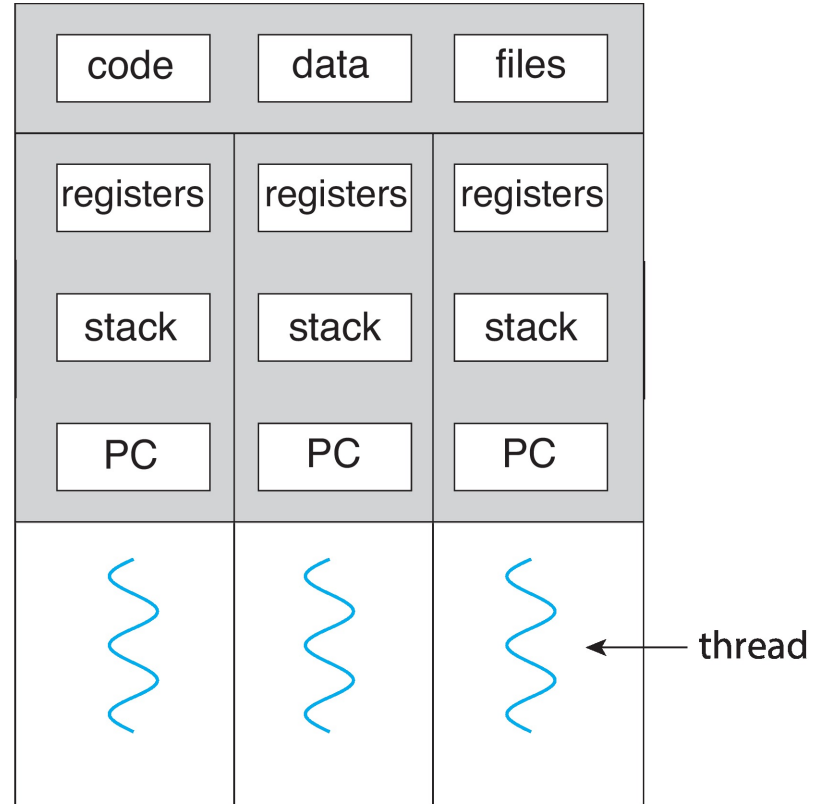 code data files
registers registers registers
stack stack stack
PC PC PC
thread